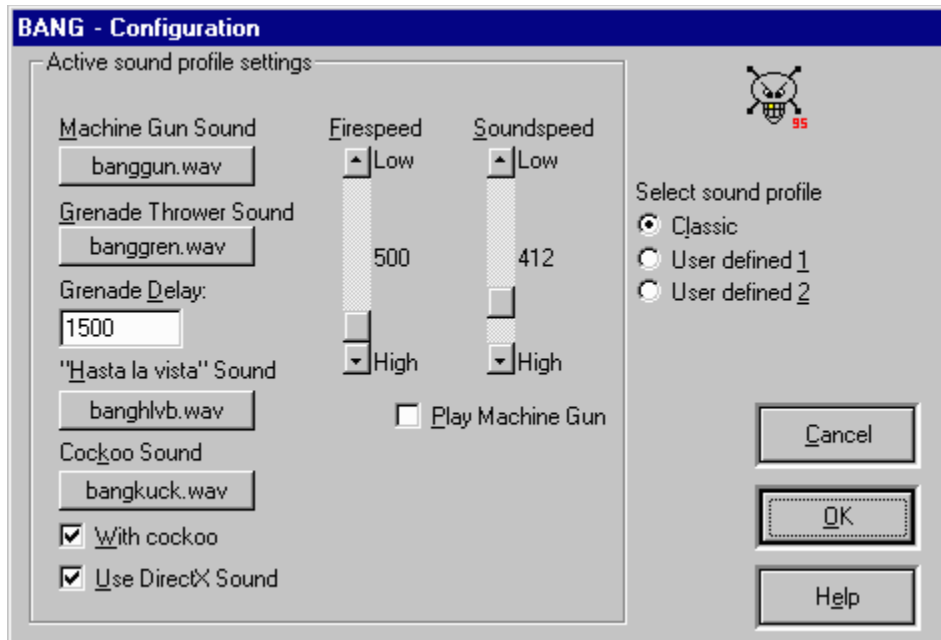 BANG - Configuration
Active sound profile settings
Machine Gun Sound
banggun.wav
Grenade Thrower Sound
banggren.wav
Grenade Delay:
1500
"Hasta la vista" Sound
banghlvb.wav
Cockoo Sound
bangkuck.wav
With cockoo
Use DirectX Sound
Firespeed
Low
500
High
Soundspeed
Low
412
High
Play Machine Gun
95
Select sound profile
Classic
User defined 1
User defined 2
Cancel
OK
Help